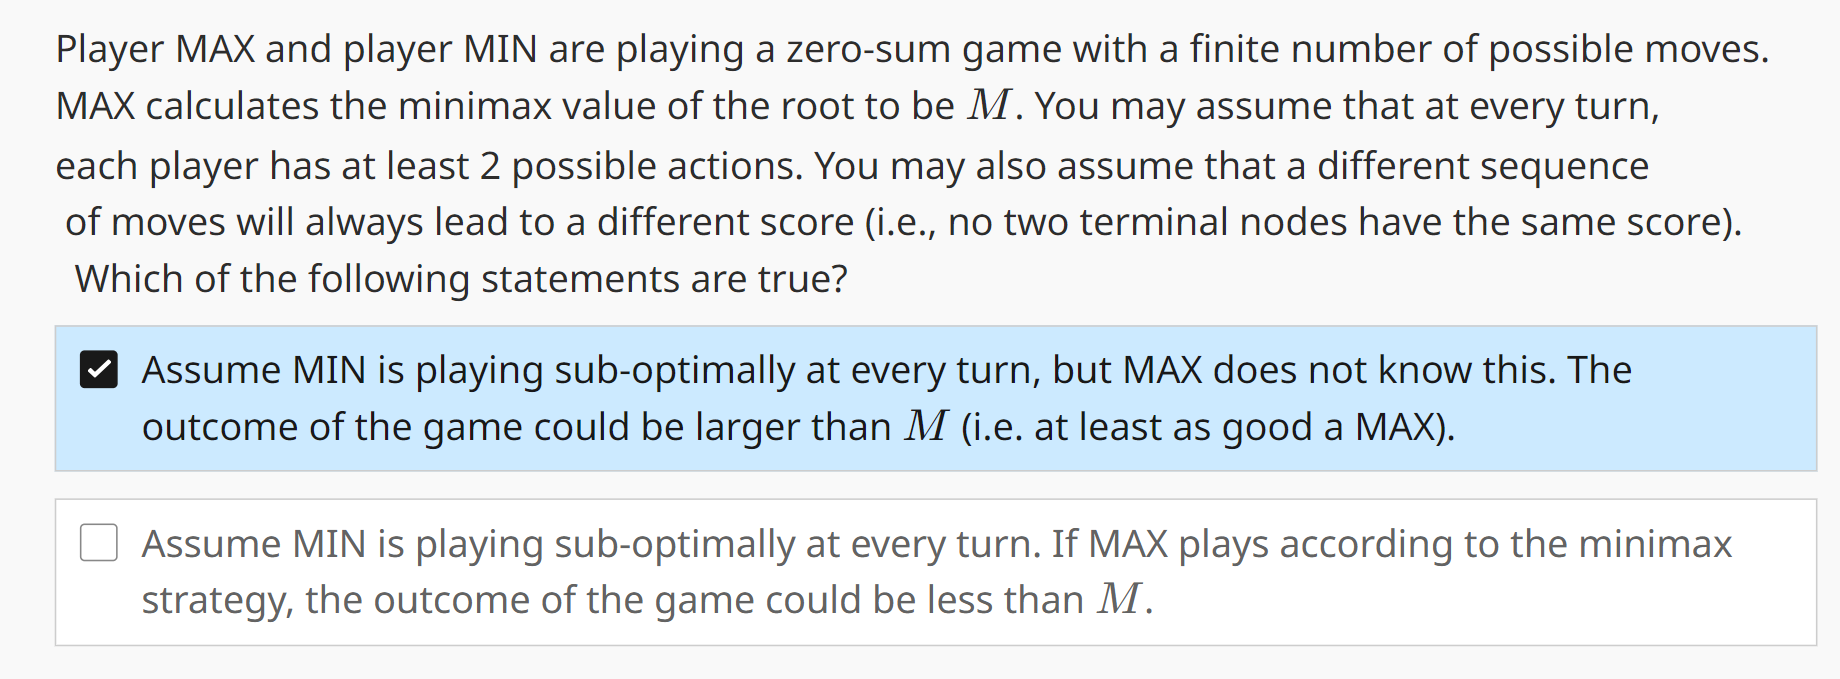 Player MAX and player MIN are playing a zero-sum game with a finite number of possible moves.
MAX calculates the minimax value of the root to be M. You may assume that at every turn,
each player has at least 2 possible actions. You may also assume that a different sequence
of moves will always lead to a different score (i.e., no two terminal nodes have the same score).
Which of the following statements are true?
Assume MIN is playing sub-optimally at every turn, but MAX does not know this. The
outcome of the game could be larger than M (i.e. at least as good a MAX).
Assume MIN is playing sub-optimally at every turn. If MAX plays according to the minimax
strategy, the outcome of the game could be less than M.